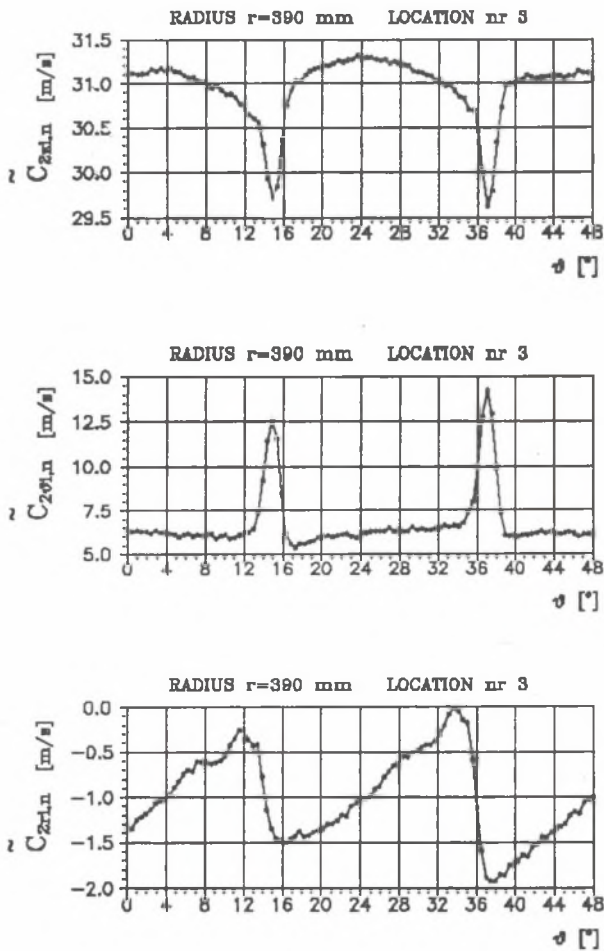 RADIUS r=390 mm LOCATION nr 3
31.5
31.0
30.5
30.0
29.5
C̃2xi,n [m/s]
0 4 8 12 16 20 24 28 32 36 40 44 48
ϑ [°]
RADIUS r=390 mm LOCATION nr 3
15.0
12.5
10.0
7.5
5.0
C̃2ϑi,n [m/s]
0 4 8 12 16 20 24 28 32 36 40 44 48
ϑ [°]
RADIUS r=390 mm LOCATION nr 3
0.0
−0.5
−1.0
−1.5
−2.0
C̃2ri,n [m/s]
0 4 8 12 16 20 24 28 32 36 40 44 48
ϑ [°]